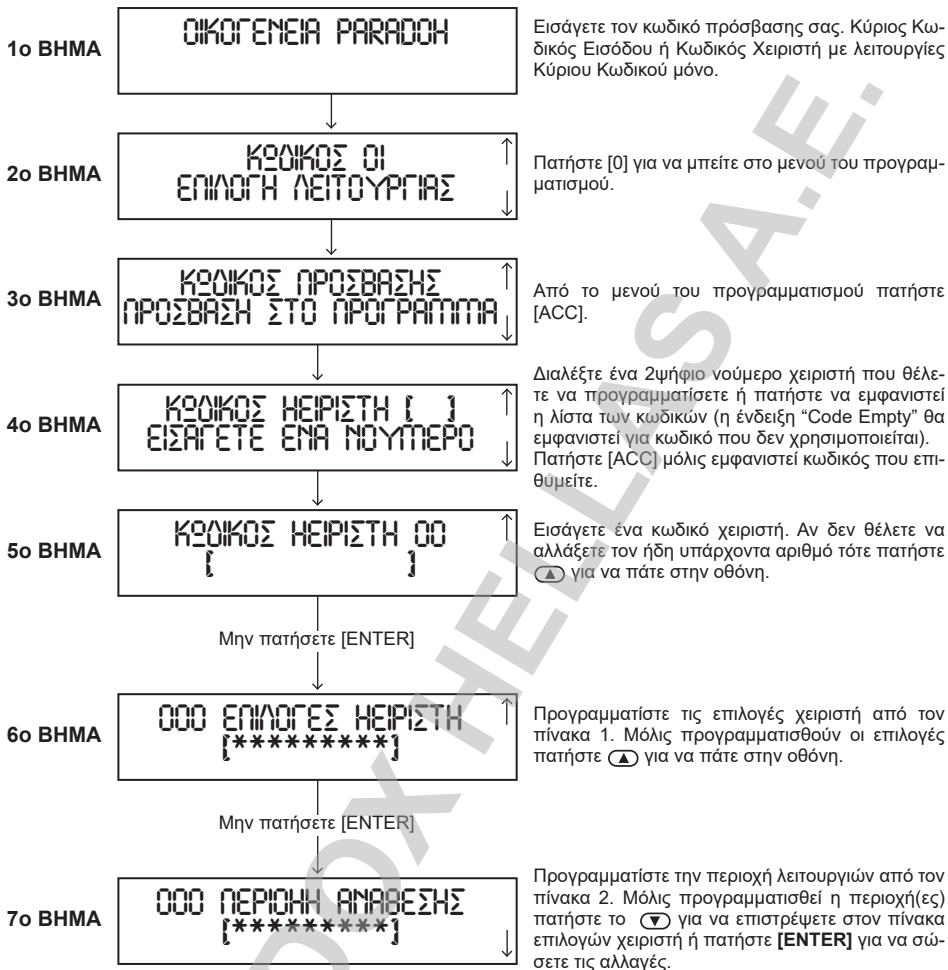 1ο ΒΗΜΑ
ΟΙΚΟΓΕΝΕΙΑ PARADOH
Εισάγετε τον κωδικό πρόσβασης σας. Κύριος Κω-
δικός Εισόδου ή Κωδικός Χειριστή με λειτουργίες
Κύριου Κωδικού μόνο.
2ο ΒΗΜΑ
ΚΩΔΙΚΟΣ 01
ΕΠΙΛΟΓΗ ΛΕΙΤΟΥΡΓΙΑΣ
Πατήστε [0] για να μπείτε στο μενού του προγραμ-
ματισμού.
3ο ΒΗΜΑ
ΚΩΔΙΚΟΣ ΠΡΟΣΒΑΣΗΣ
ΠΡΟΣΒΑΣΗ ΣΤΟ ΠΡΟΓΡΑΜΜΑ
Από το μενού του προγραμματισμού πατήστε
[ACC].
4ο ΒΗΜΑ
ΚΩΔΙΚΟΣ ΗΕΙΡΙΣΤΗ [ ]
ΕΙΣΑΓΕΤΕ ΕΝΑ ΝΟΥΜΕΡΟ
Διαλέξτε ένα 2ψήφιο νούμερο χειριστή που θέλε-
τε να προγραμματίσετε ή πατήστε να εμφανιστεί
η λίστα των κωδικών (η ένδειξη “Code Empty” θα
εμφανιστεί για κωδικό που δεν χρησιμοποιείται).
Πατήστε [ACC] μόλις εμφανιστεί κωδικός που επι-
θυμείτε.
5ο ΒΗΜΑ
ΚΩΔΙΚΟΣ ΗΕΙΡΙΣΤΗ 00
[ ]
Εισάγετε ένα κωδικό χειριστή. Αν δεν θέλετε να
αλλάξετε τον ήδη υπάρχοντα αριθμό τότε πατήστε
(▲) για να πάτε στην οθόνη.
Μην πατήσετε [ENTER]
6ο ΒΗΜΑ
000 ΕΠΙΛΟΓΕΣ ΗΕΙΡΙΣΤΗ
[*********]
Προγραμματίστε τις επιλογές χειριστή από τον
πίνακα 1. Μόλις προγραμματισθούν οι επιλογές
πατήστε (▲) για να πάτε στην οθόνη.
Μην πατήσετε [ENTER]
7ο ΒΗΜΑ
000 ΠΕΡΙΟΗΗ ΑΝΑΘΕΣΗΣ
[*********]
Προγραμματίστε την περιοχή λειτουργιών από τον
πίνακα 2. Μόλις προγραμματισθεί η περιοχή(ες)
πατήστε το (▼) για να επιστρέψετε στον πίνακα
επιλογών χειριστή ή πατήστε [ENTER] για να σώ-
σετε τις αλλαγές.
DOX HELLAS A.E.